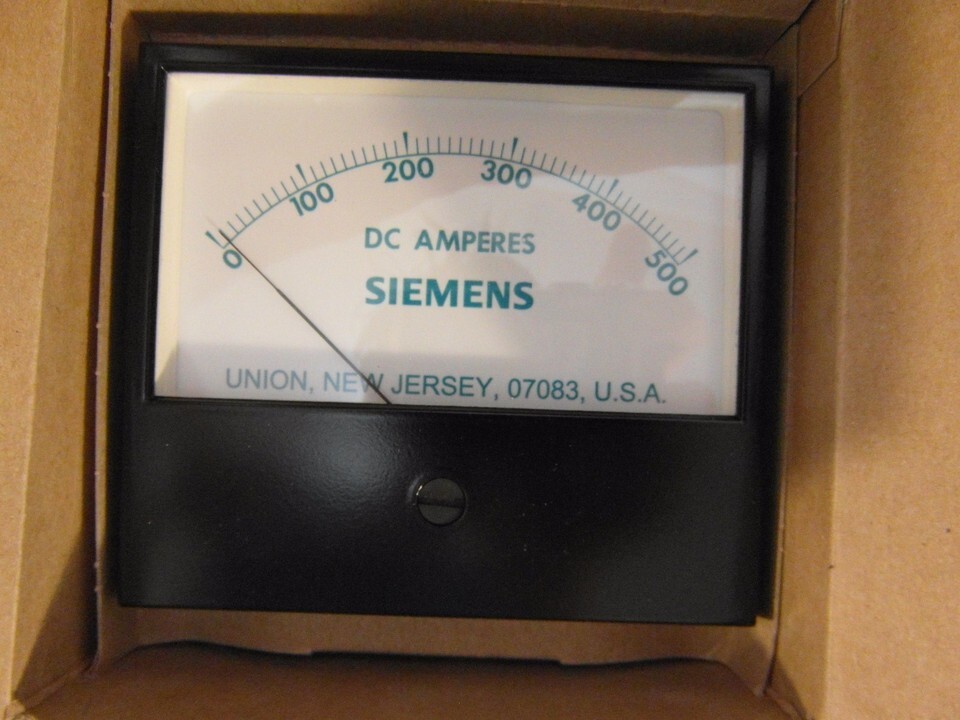 0 100 200 300 400 500
DC AMPERES
SIEMENS
UNION, NEW JERSEY, 07083, U.S.A.